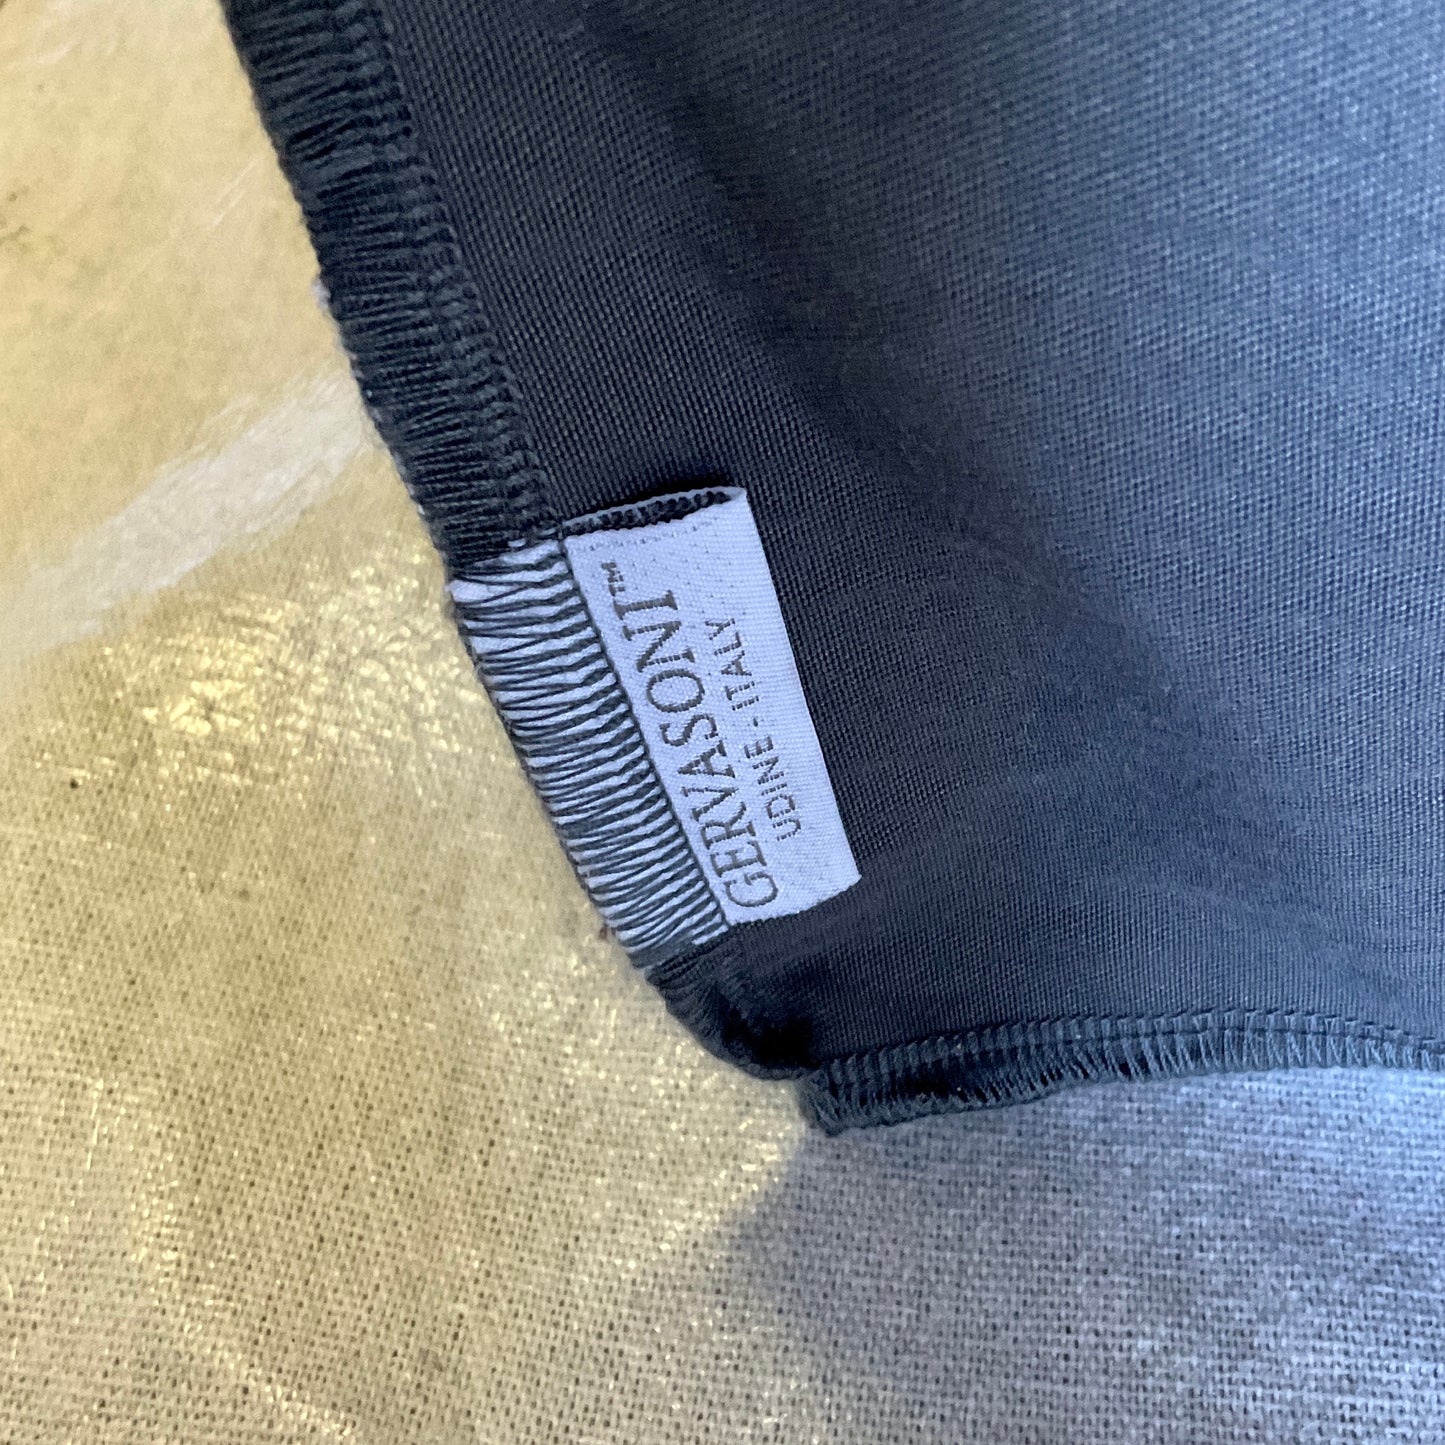 GERVASONI™
UDINE - ITALY